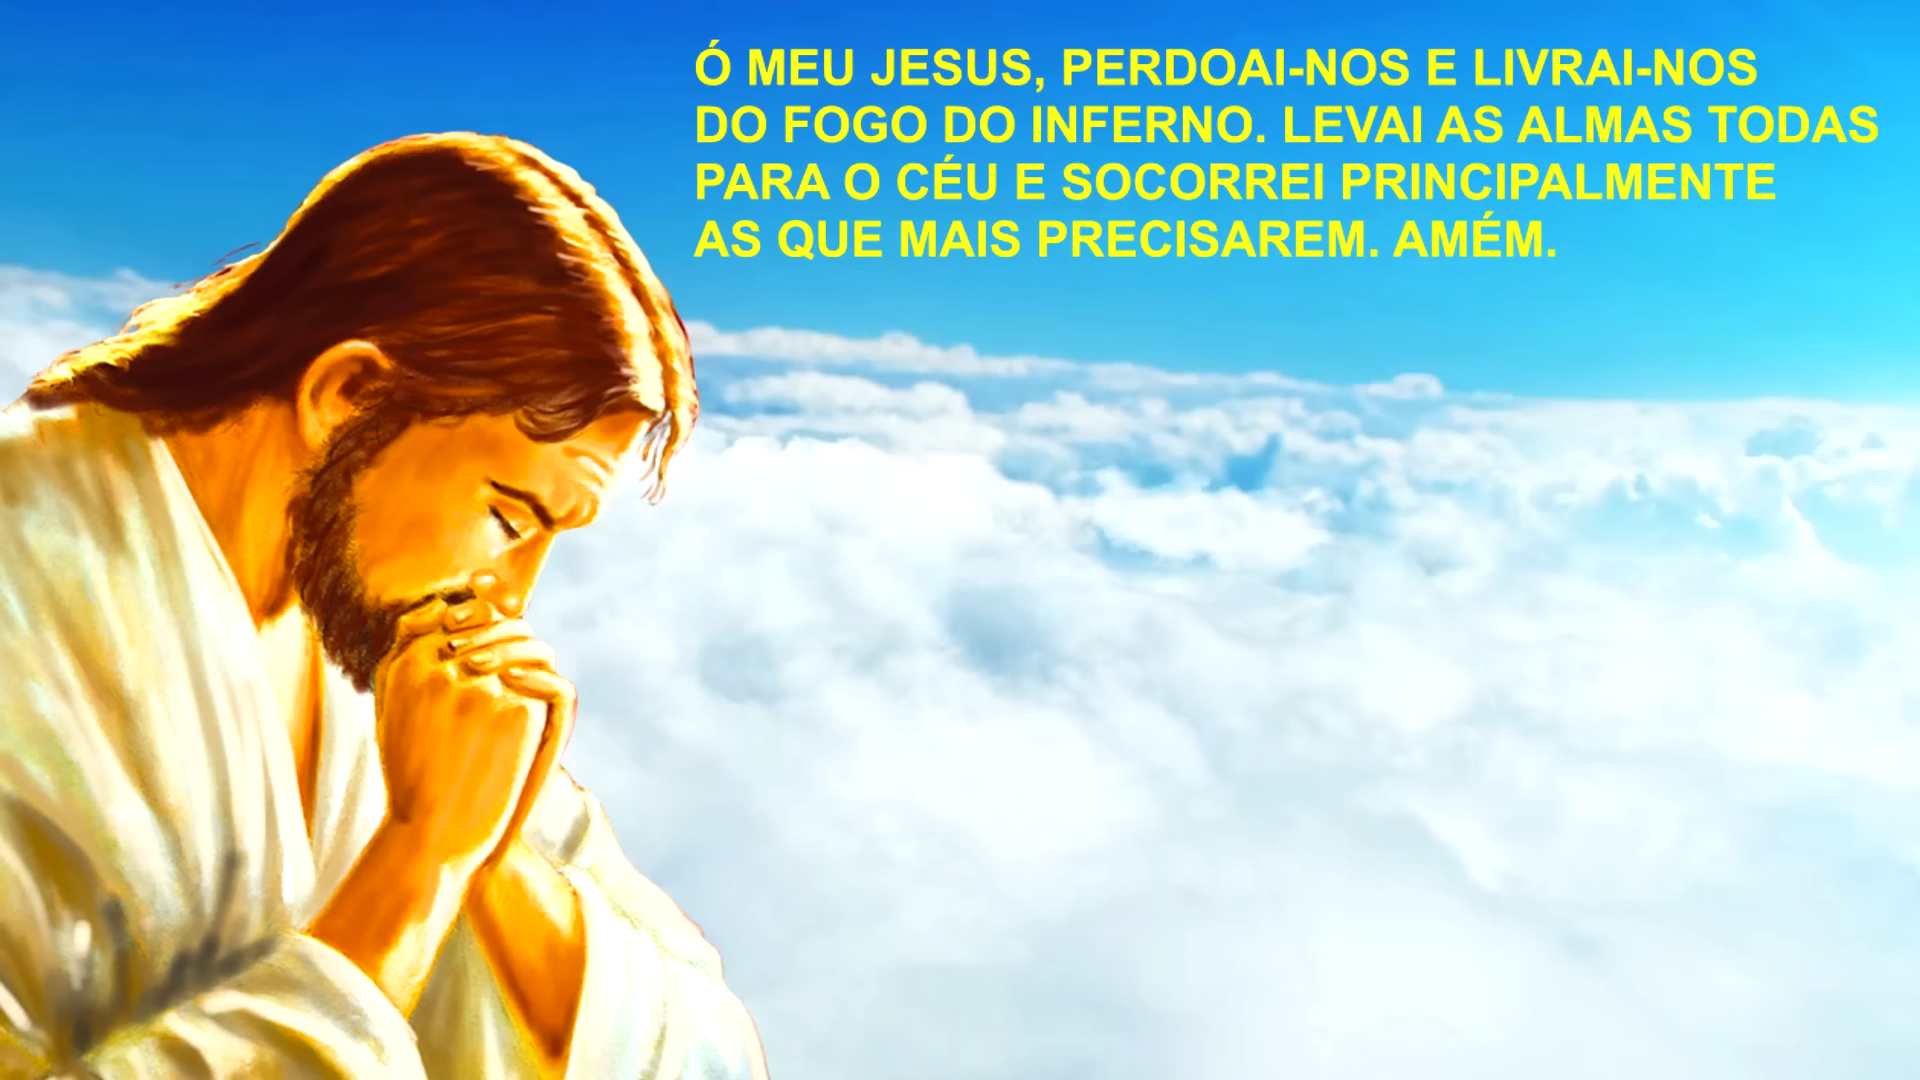 Ó MEU JESUS, PERDOAI-NOS E LIVRAI-NOS
DO FOGO DO INFERNO. LEVAI AS ALMAS TODAS
PARA O CÉU E SOCORREI PRINCIPALMENTE
AS QUE MAIS PRECISAREM. AMÉM.